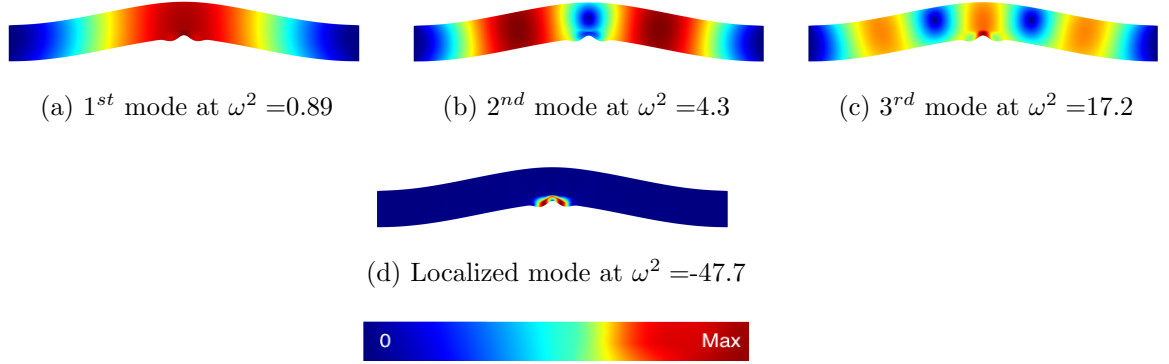 (a) 1st mode at ω² =0.89
(b) 2nd mode at ω² =4.3
(c) 3rd mode at ω² =17.2
(d) Localized mode at ω² =-47.7
0 Max